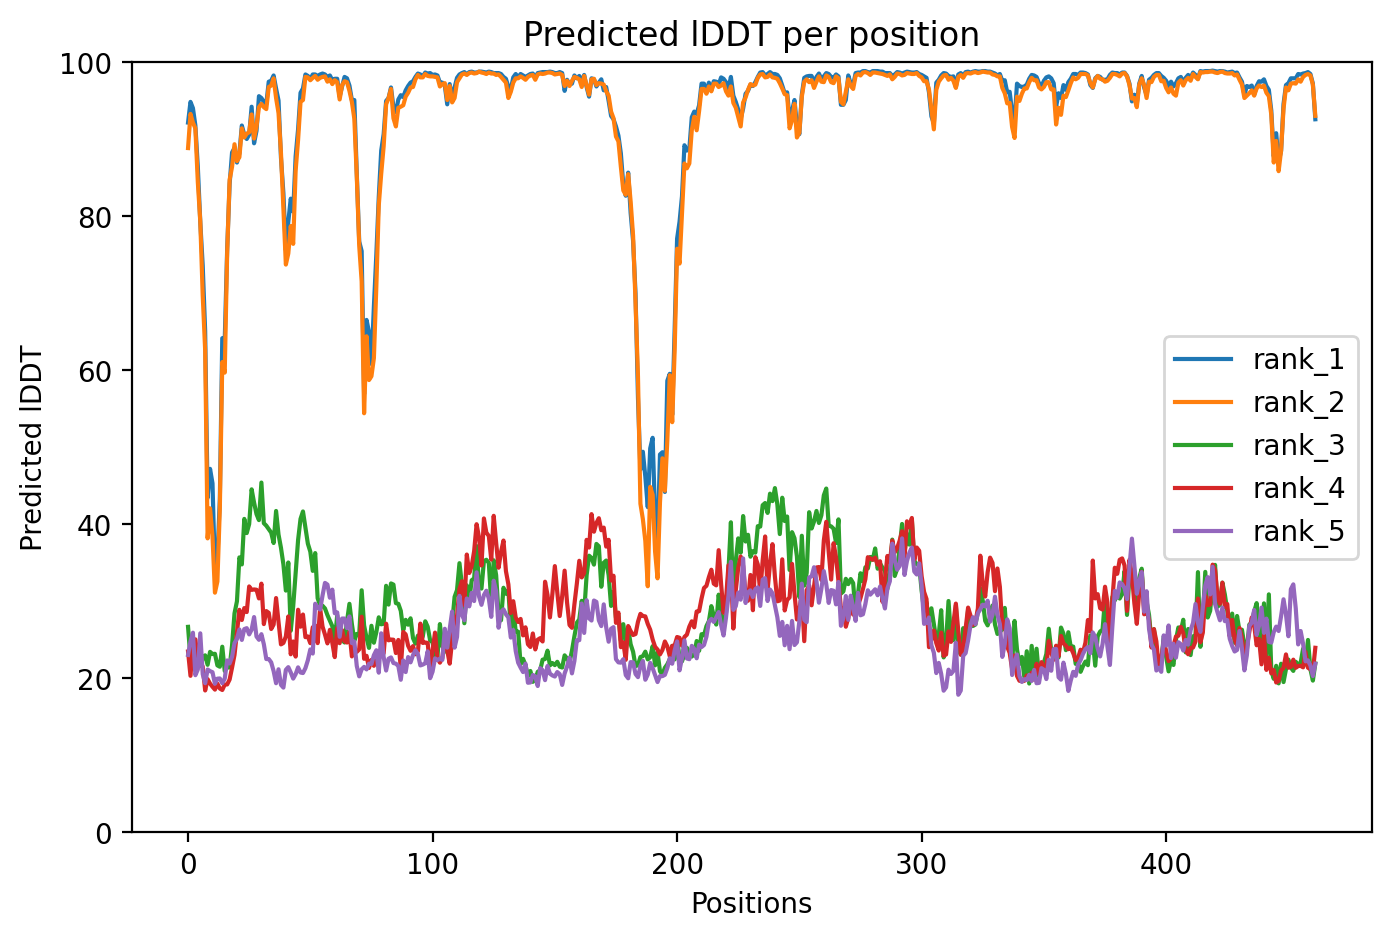 Predicted lDDT per position
Predicted lDDT
100
80
60
40
20
0
0 100 200 300 400
Positions
rank_1
rank_2
rank_3
rank_4
rank_5